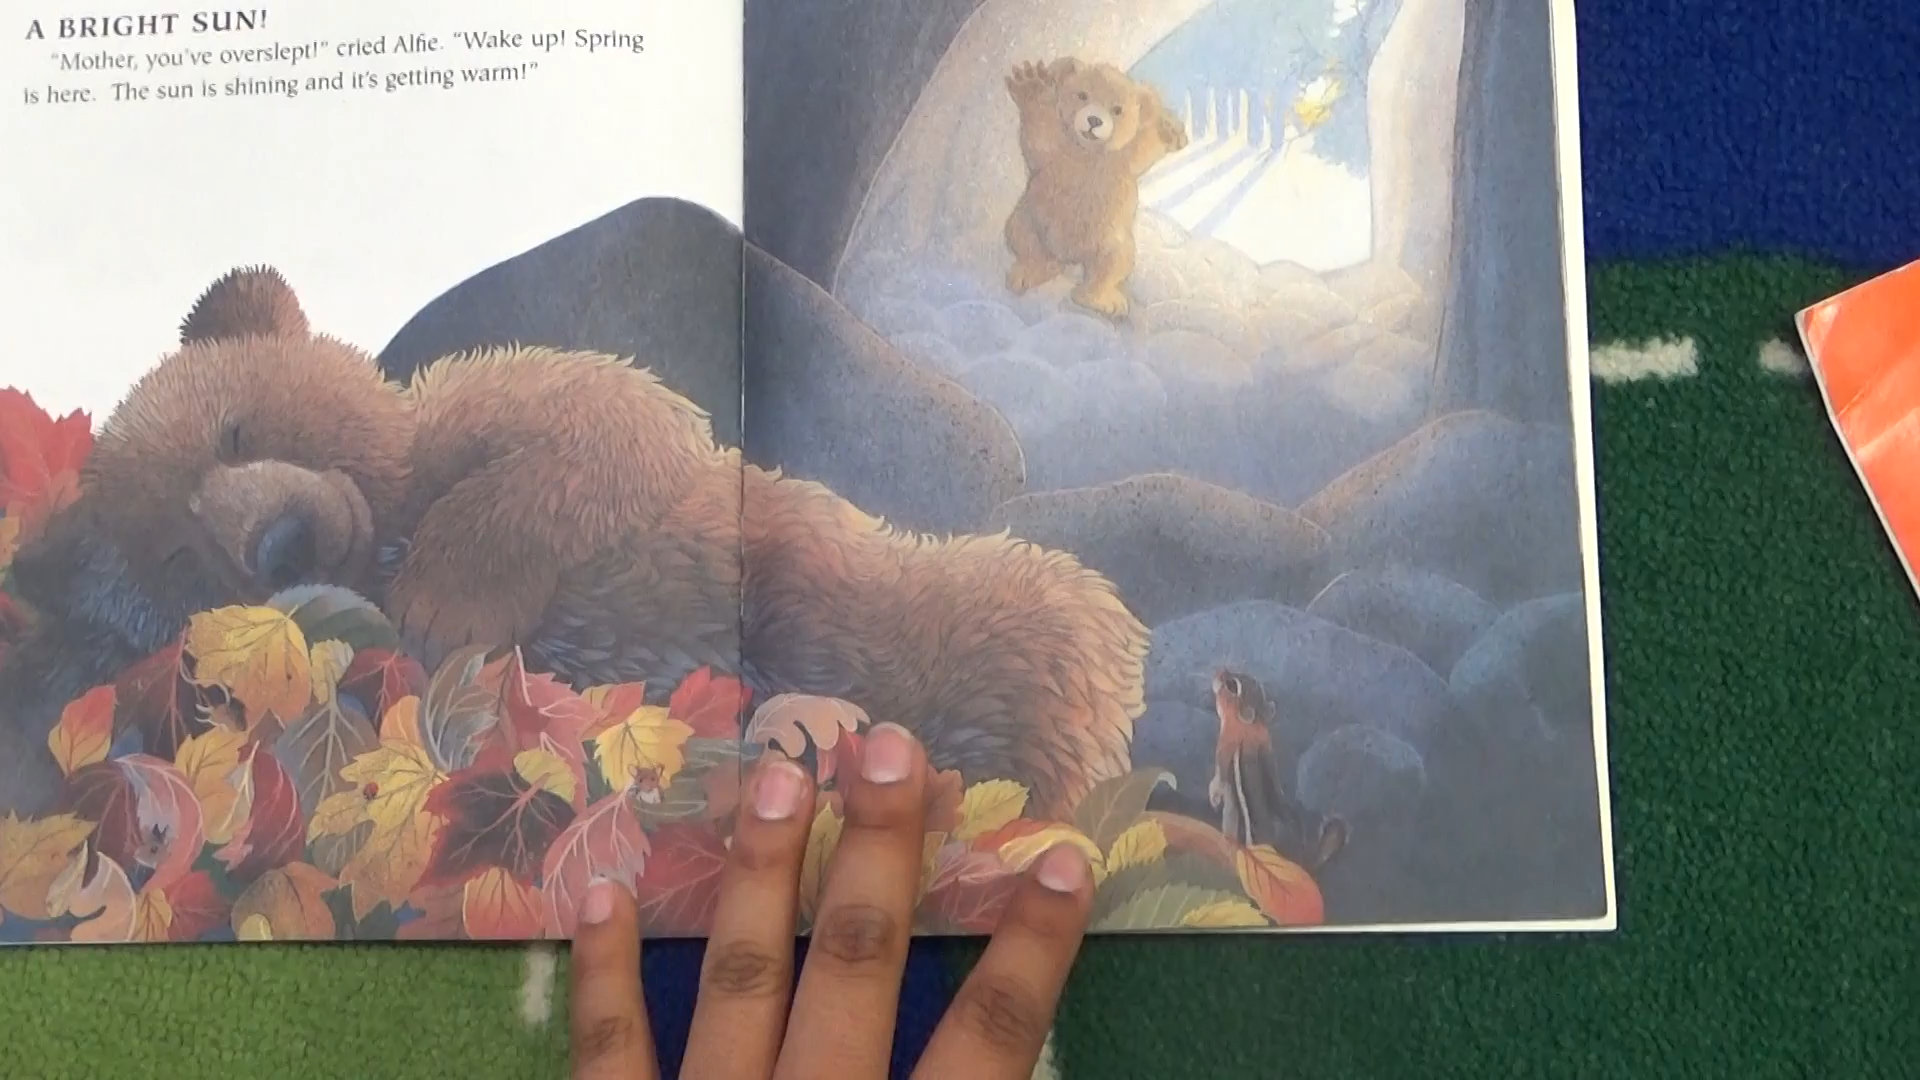 A BRIGHT SUN!
"Mother, you've overslept!" cried Alfie. "Wake up! Spring
is here. The sun is shining and it's getting warm!"